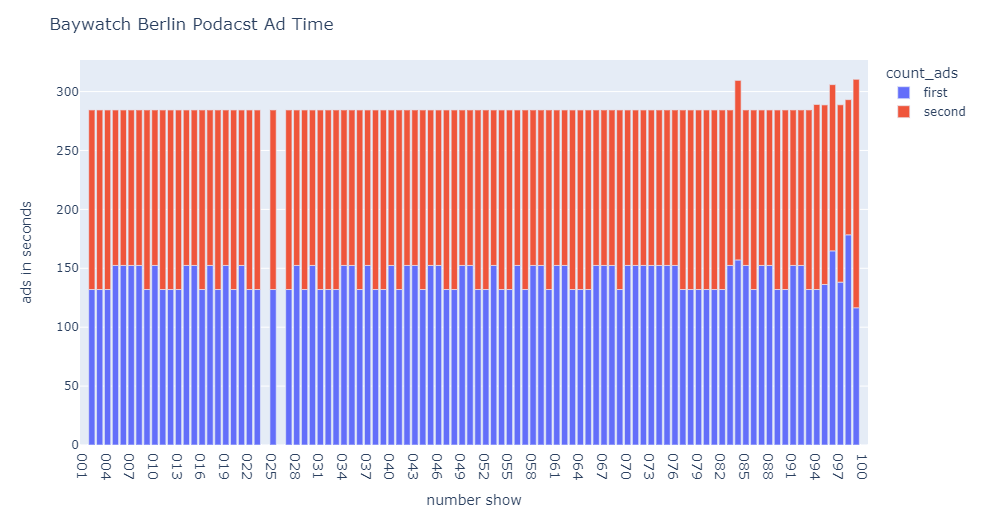 Baywatch Berlin Podacst Ad Time
count_ads
first
second
ads in seconds
300
250
200
150
100
50
0
001 004 007 010 013 016 019 022 025 028 031 034 037 040 043 046 049 052 055 058 061 064 067 070 073 076 079 082 085 088 091 094 097 100
number show